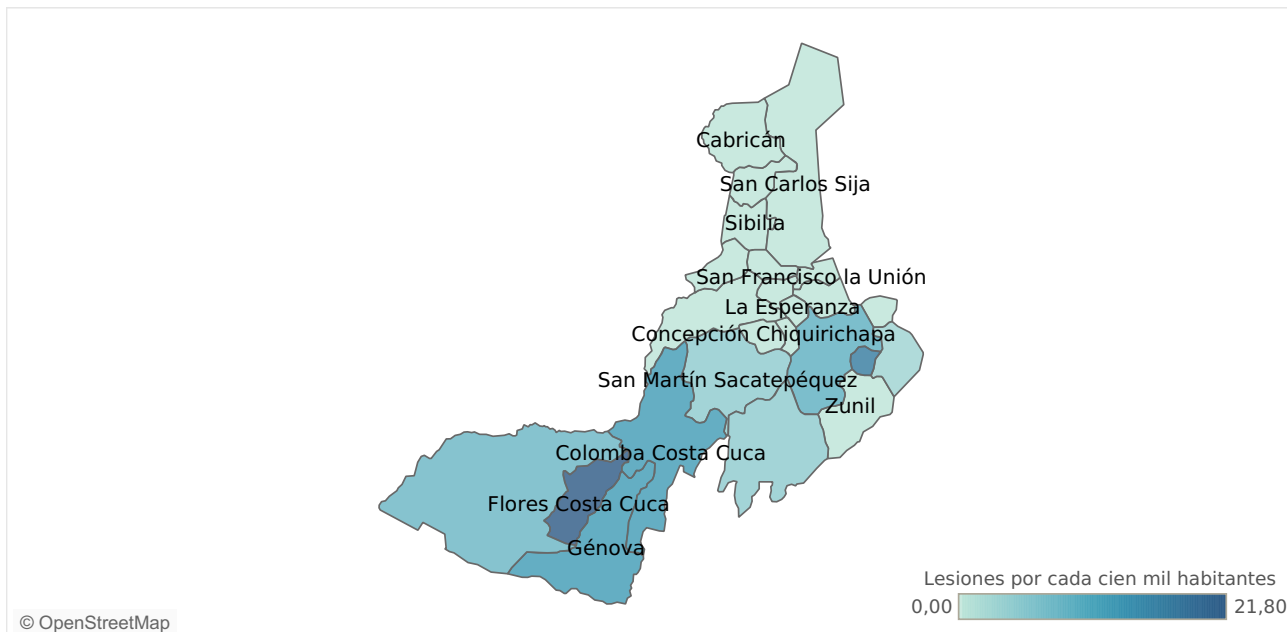 Cabricán
San Carlos Sija
Sibilia
San Francisco la Unión
La Esperanza
Concepción Chiquirichapa
San Martín Sacatepéquez
Zunil
Colomba Costa Cuca
Flores Costa Cuca
Génova
Lesiones por cada cien mil habitantes
0,00 21,80
© OpenStreetMap